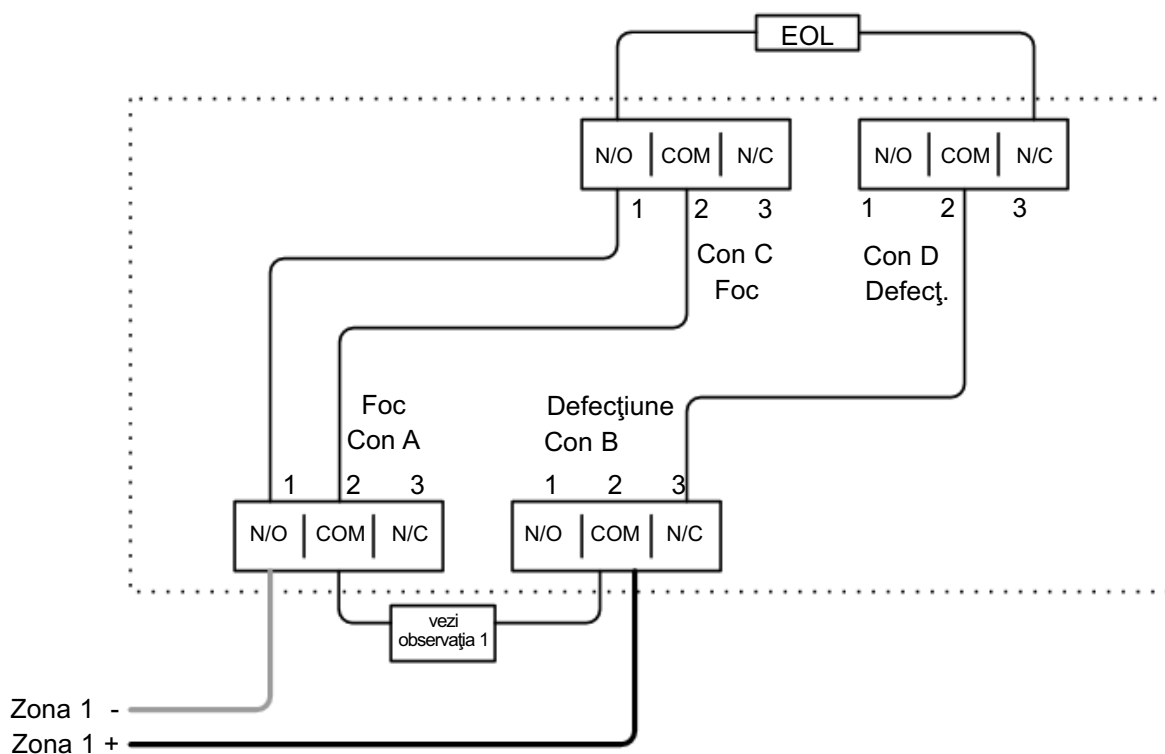 EOL
N/O COM N/C
N/O COM N/C
1 2 3
1 2 3
Con C
Foc
Con D
Defecţ.
Foc
Con A
Defecţiune
Con B
1 2 3
1 2 3
N/O COM N/C
N/O COM N/C
vezi
observaţia 1
Zona 1 -
Zona 1 +